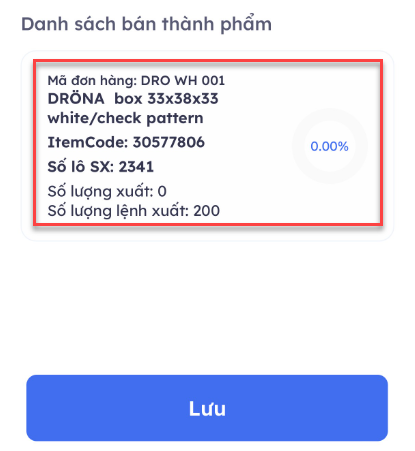 Danh sách bán thành phẩm
Mã đơn hàng: DRO WH 001
DRÖNA box 33x38x33
white/check pattern
ItemCode: 30577806
0.00%
Số lô SX: 2341
Số lượng xuất: 0
Số lượng lệnh xuất: 200
Lưu